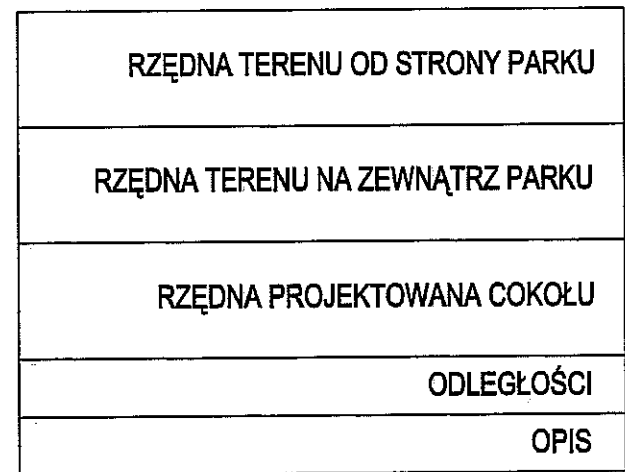 RZĘDNA TERENU OD STRONY PARKU
RZĘDNA TERENU NA ZEWNĄTRZ PARKU
RZĘDNA PROJEKTOWANA COKOŁU
ODLEGŁOŚCI
OPIS